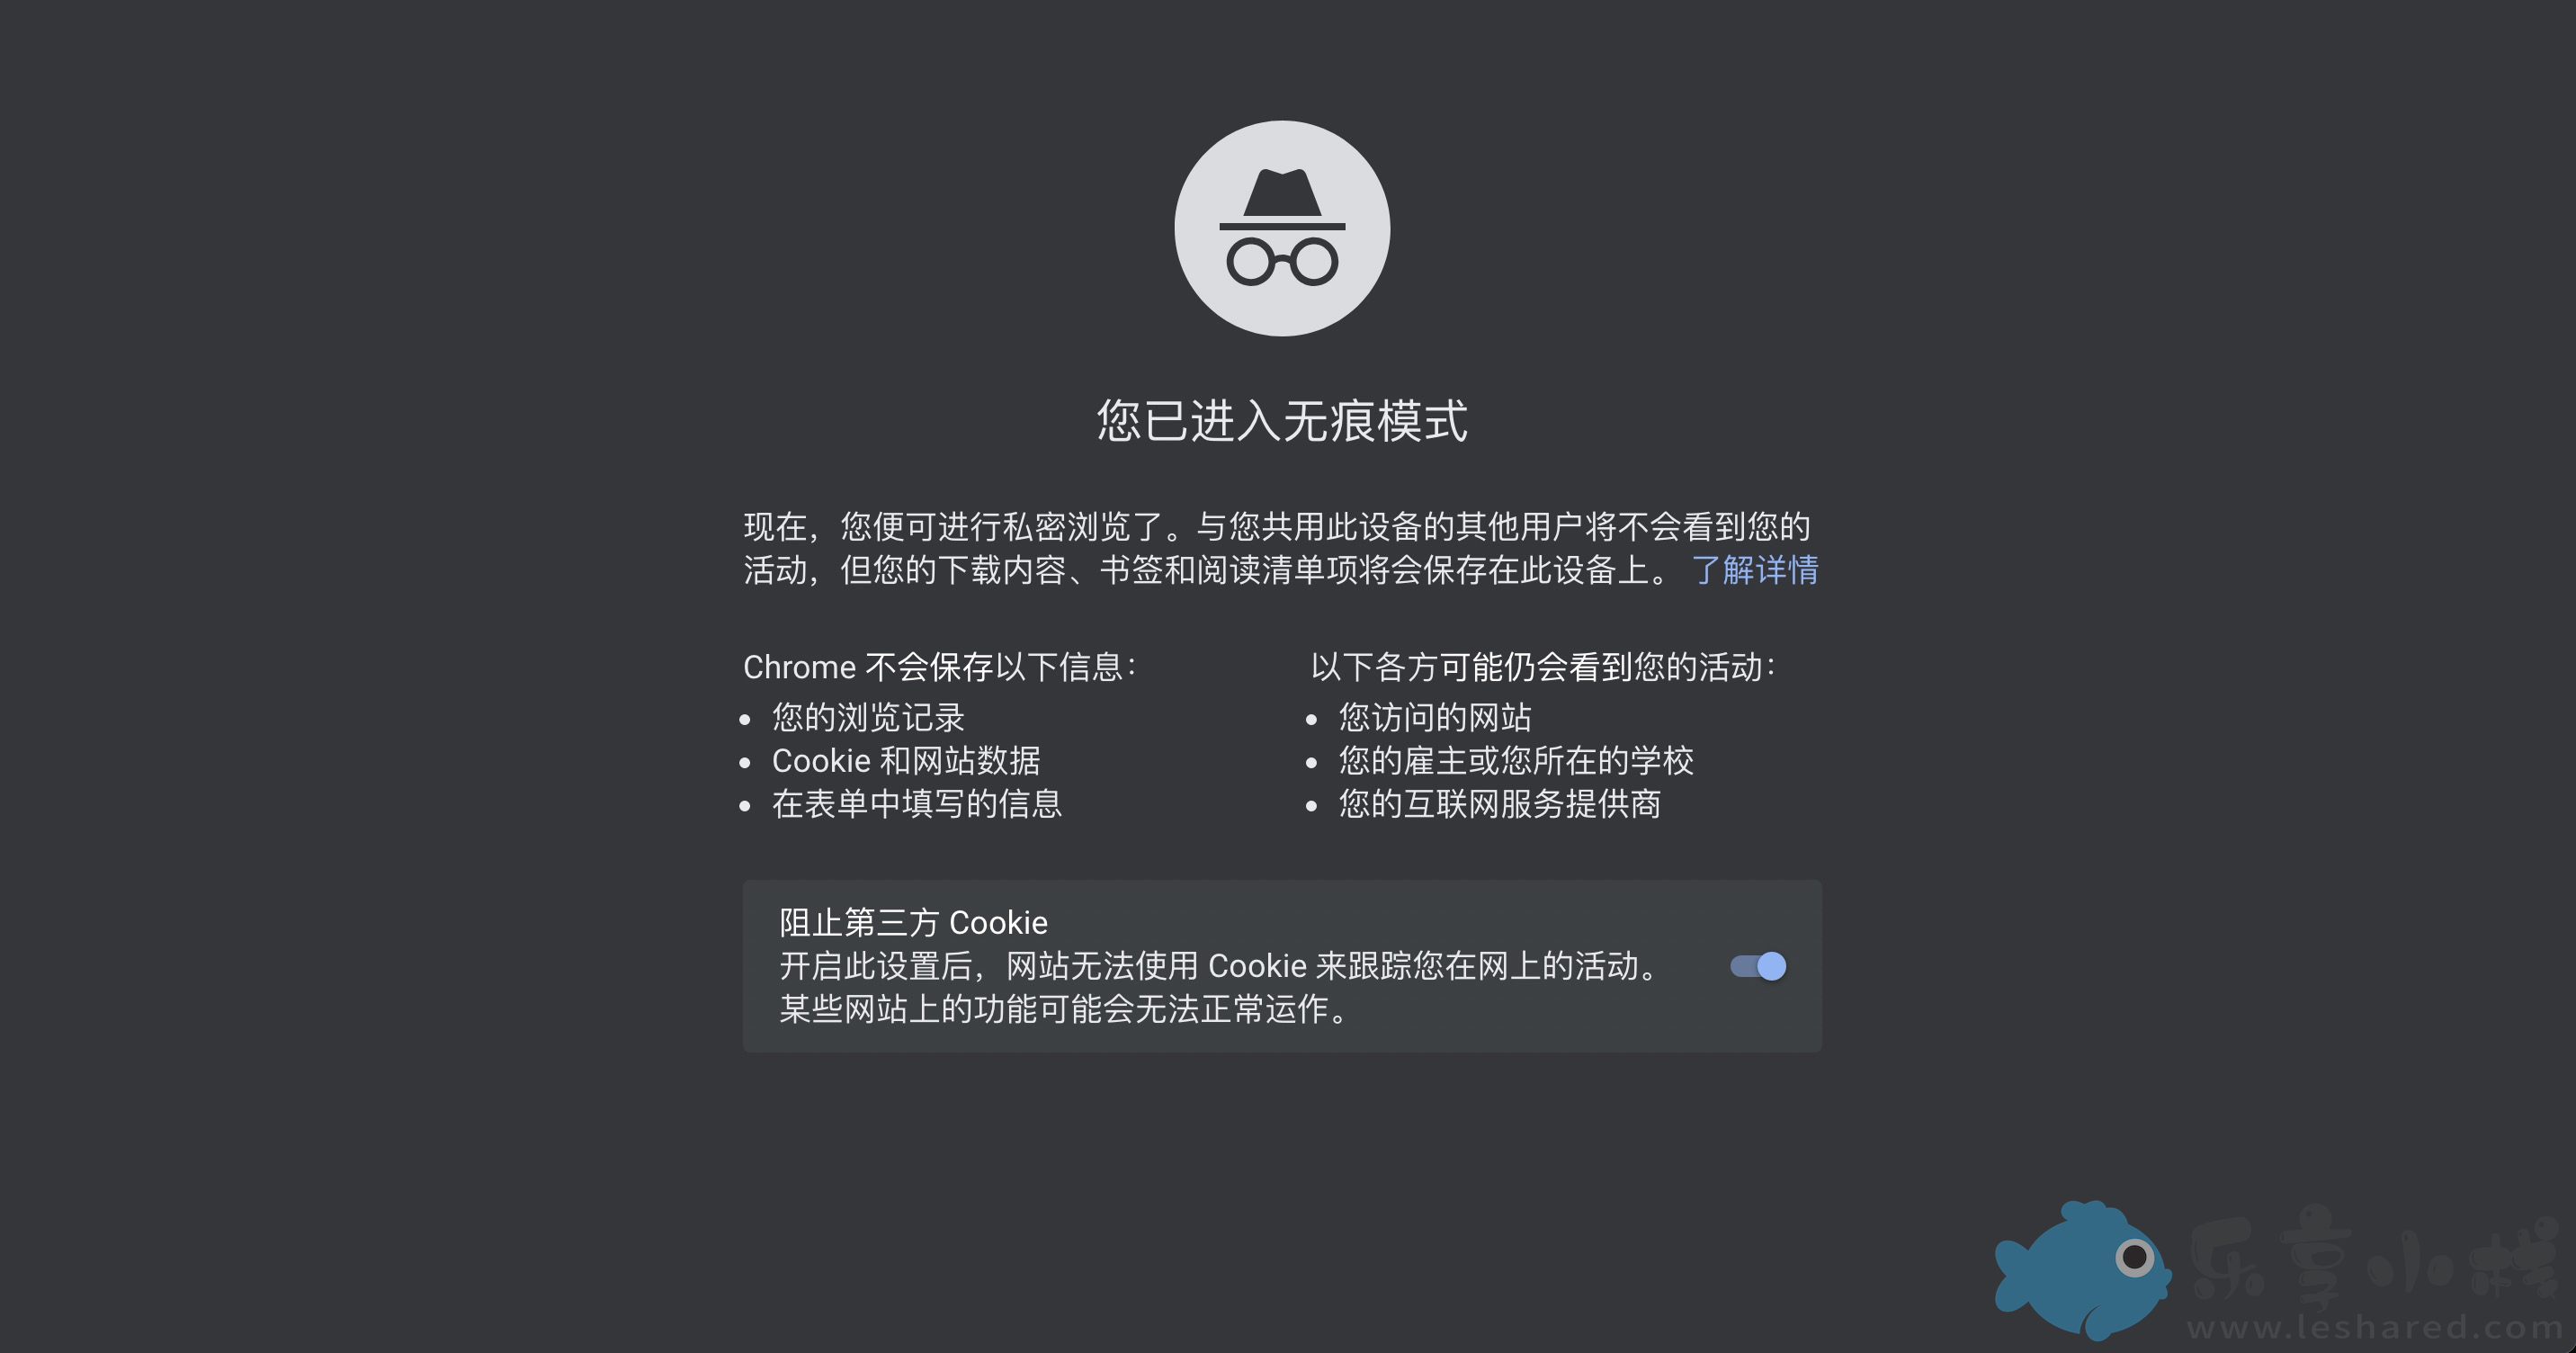 您已进入无痕模式
现在，您便可进行私密浏览了。与您共用此设备的其他用户将不会看到您的
活动，但您的下载内容、书签和阅读清单项将会保存在此设备上。 了解详情
Chrome 不会保存以下信息：
您的浏览记录
Cookie 和网站数据
在表单中填写的信息
以下各方可能仍会看到您的活动：
您访问的网站
您的雇主或您所在的学校
您的互联网服务提供商
阻止第三方 Cookie
开启此设置后，网站无法使用 Cookie 来跟踪您在网上的活动。
某些网站上的功能可能会无法正常运作。
乐享小栈
www.leshared.com